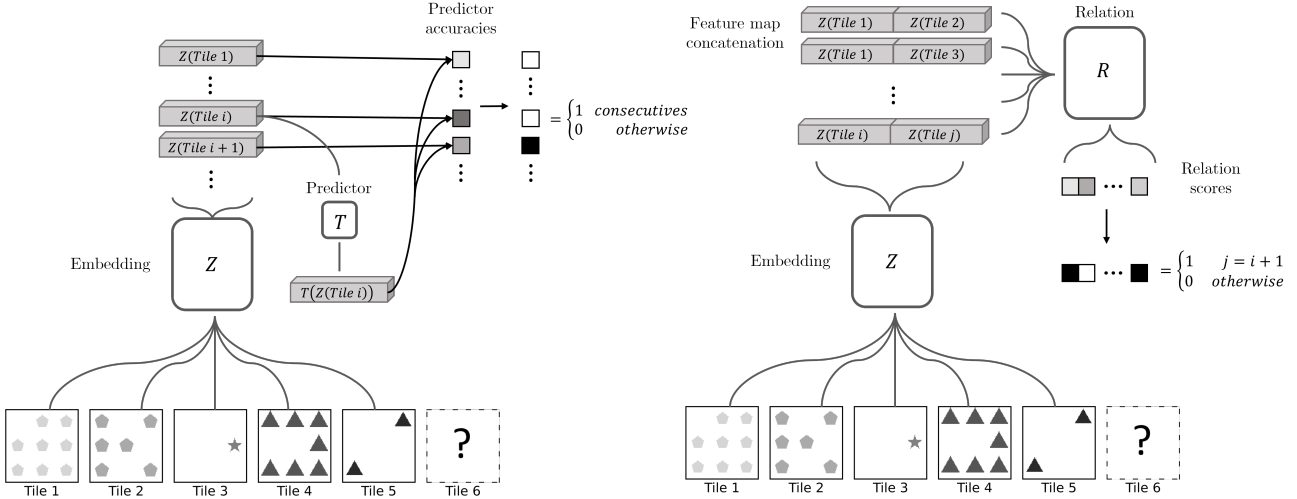 Predictor
accuracies
Z(Tile 1)
Z(Tile i)
Z(Tile i + 1)
= {1 consecutives
0 otherwise
Predictor
T
Embedding
Z
T(Z(Tile i))
Tile 1
Tile 2
Tile 3
Tile 4
Tile 5
?
Tile 6
Feature map
concatenation
Z(Tile 1) Z(Tile 2)
Z(Tile 1) Z(Tile 3)
Z(Tile i) Z(Tile j)
Relation
R
Relation
scores
= {1 j = i + 1
0 otherwise
Embedding
Z
Tile 1
Tile 2
Tile 3
Tile 4
Tile 5
?
Tile 6